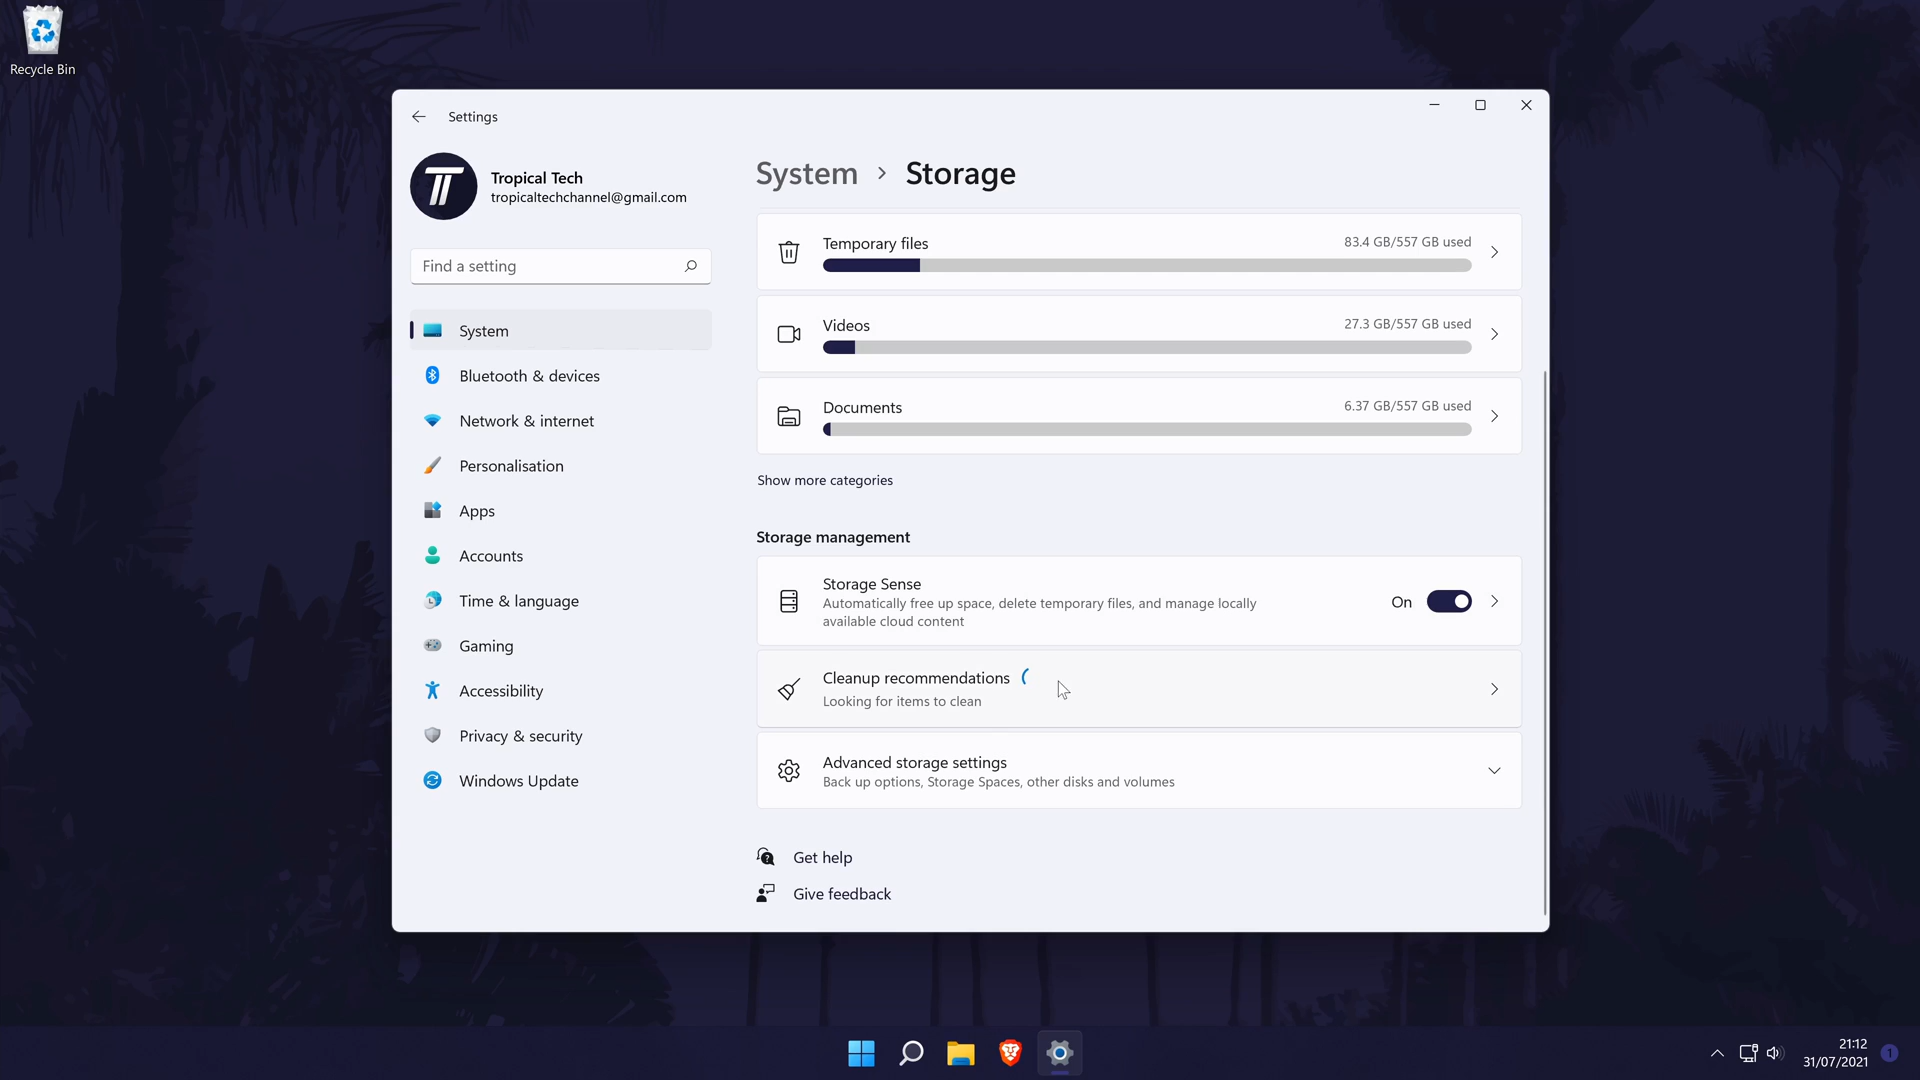 Recycle Bin
Settings
Tropical Tech
tropicaltechchannel@gmail.com
Find a setting
System
Bluetooth & devices
Network & internet
Personalisation
Apps
Accounts
Time & language
Gaming
Accessibility
Privacy & security
Windows Update
System > Storage
Temporary files
83.4 GB/557 GB used
Videos
27.3 GB/557 GB used
Documents
6.37 GB/557 GB used
Show more categories
Storage management
Storage Sense
Automatically free up space, delete temporary files, and manage locally
available cloud content
On
Cleanup recommendations
Looking for items to clean
Advanced storage settings
Back up options, Storage Spaces, other disks and volumes
Get help
Give feedback
21:12
31/07/2021
1